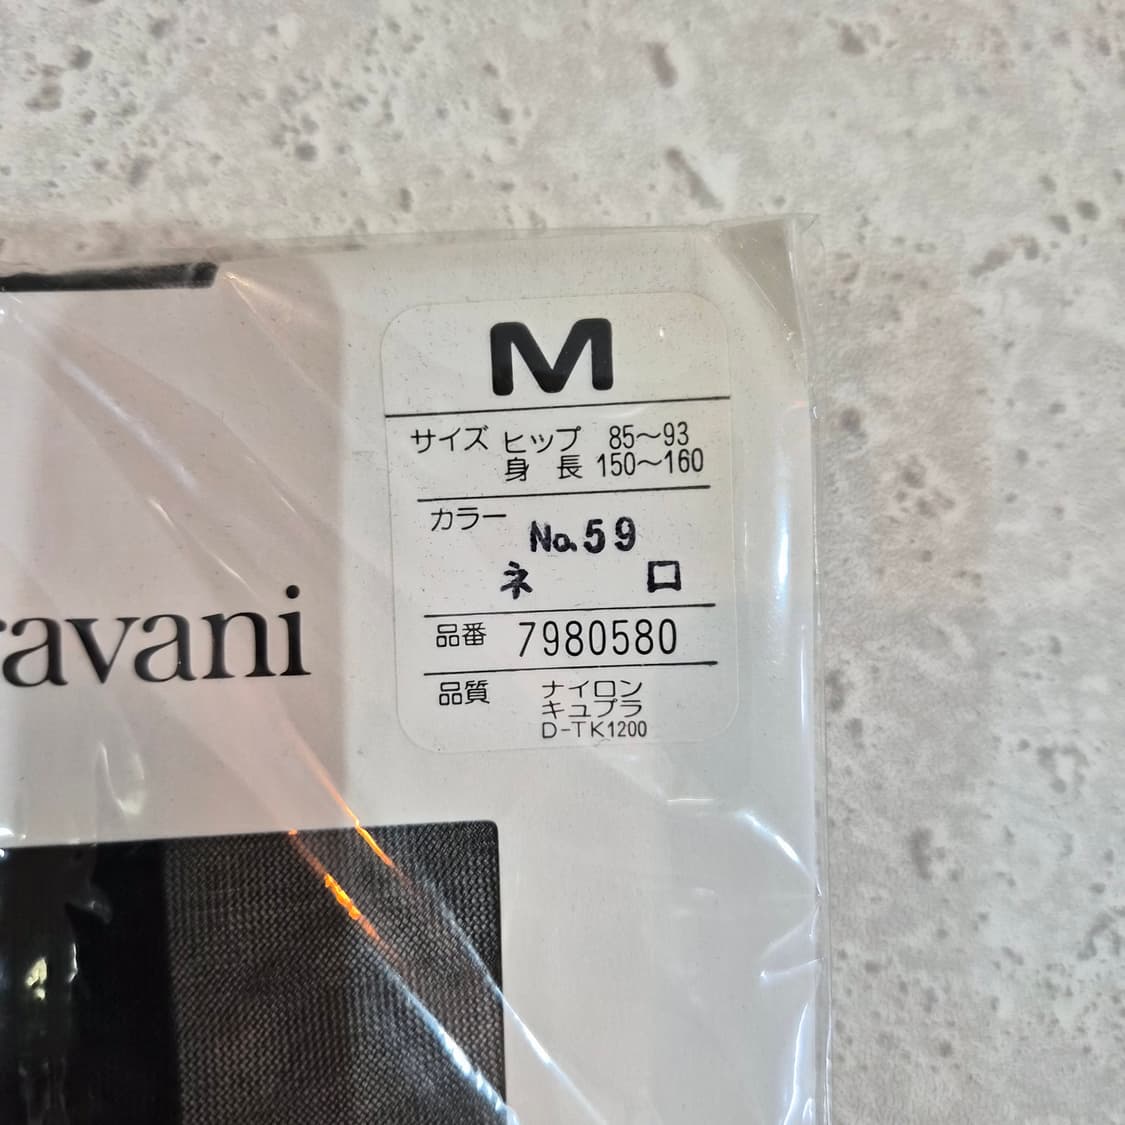 M
サイズ ヒップ 85〜93
身 長 150〜160
カラー
No.59
ネ ロ
ravani
品番 7980580
品質 ナイロン
キュプラ
D-TK1200